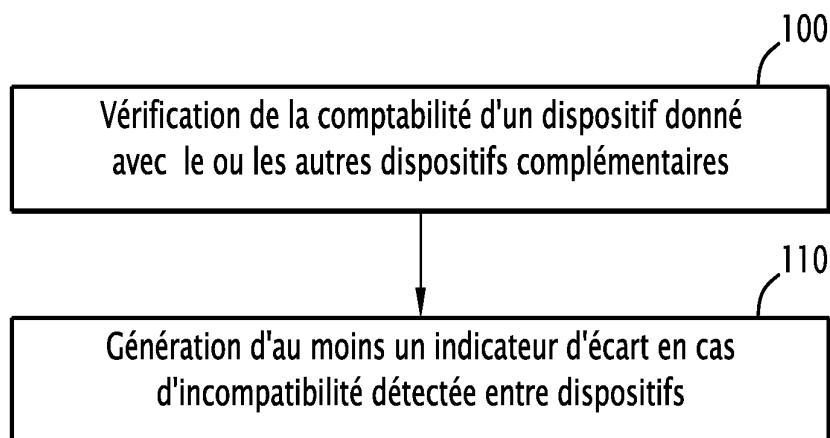 100
Vérification de la comptabilité d'un dispositif donné
avec le ou les autres dispositifs complémentaires
110
Génération d'au moins un indicateur d'écart en cas
d'incompatibilité détectée entre dispositifs